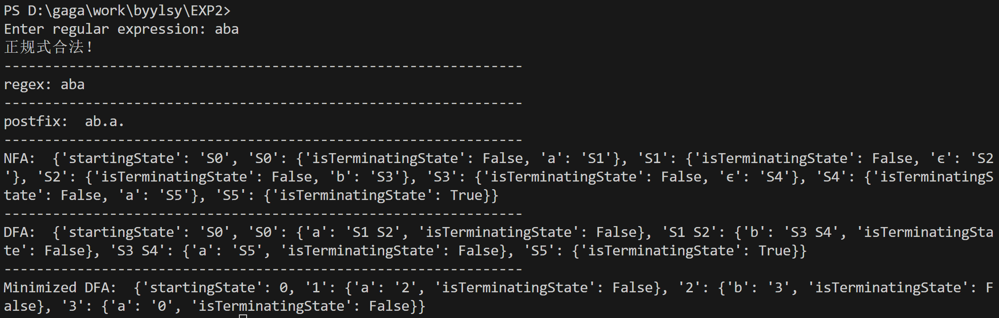 PS D:\gaga\work\byylsy\EXP2>
Enter regular expression: aba
正规式合法！
----------------------------------------------------------------
regex: aba
----------------------------------------------------------------
postfix:  ab.a.
----------------------------------------------------------------
NFA:  {'startingState': 'S0', 'S0': {'isTerminatingState': False, 'a': 'S1'}, 'S1': {'isTerminatingState': False, 'ϵ': 'S2
'}, 'S2': {'isTerminatingState': False, 'b': 'S3'}, 'S3': {'isTerminatingState': False, 'ϵ': 'S4'}, 'S4': {'isTerminatingS
tate': False, 'a': 'S5'}, 'S5': {'isTerminatingState': True}}
----------------------------------------------------------------
DFA:  {'startingState': 'S0', 'S0': {'a': 'S1 S2', 'isTerminatingState': False}, 'S1 S2': {'b': 'S3 S4', 'isTerminatingSta
te': False}, 'S3 S4': {'a': 'S5', 'isTerminatingState': False}, 'S5': {'isTerminatingState': True}}
----------------------------------------------------------------
Minimized DFA:  {'startingState': 0, '1': {'a': '2', 'isTerminatingState': False}, '2': {'b': '3', 'isTerminatingState': F
alse}, '3': {'a': '0', 'isTerminatingState': False}}